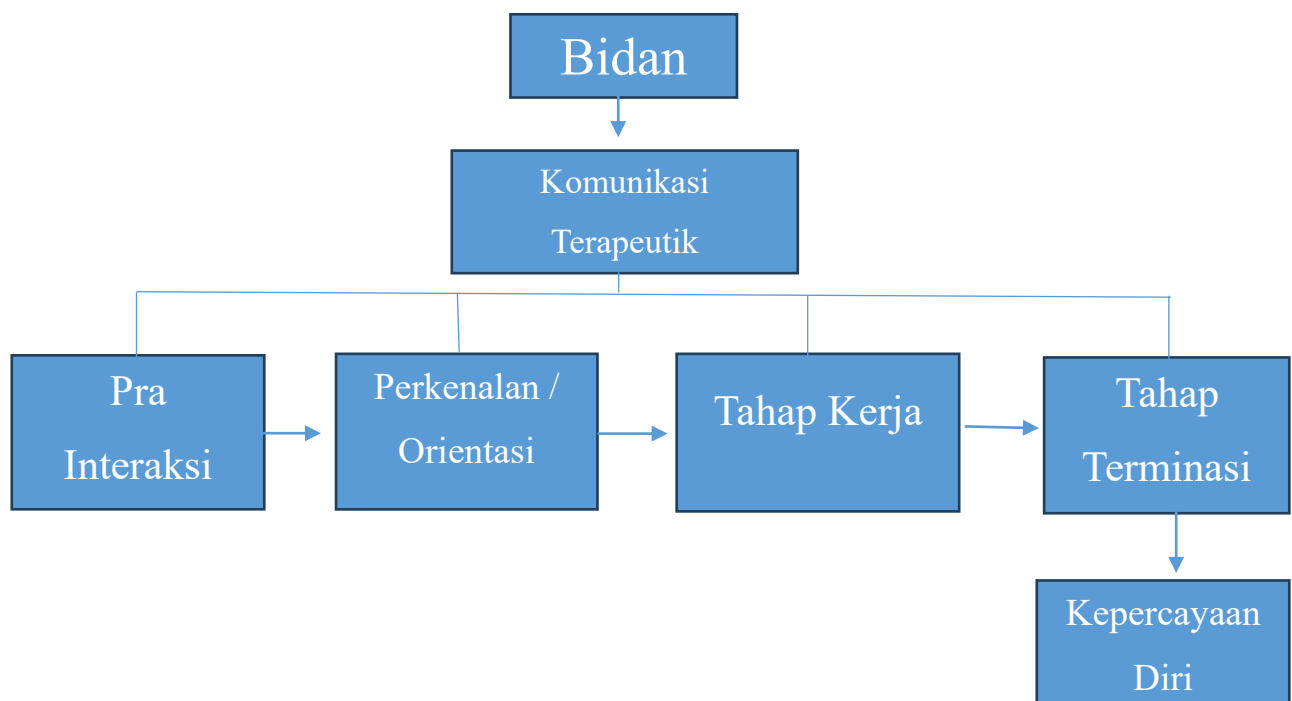 Bidan
Komunikasi
Terapeutik
Pra
Interaksi
Perkenalan /
Orientasi
Tahap Kerja
Tahap
Terminasi
Kepercayaan
Diri